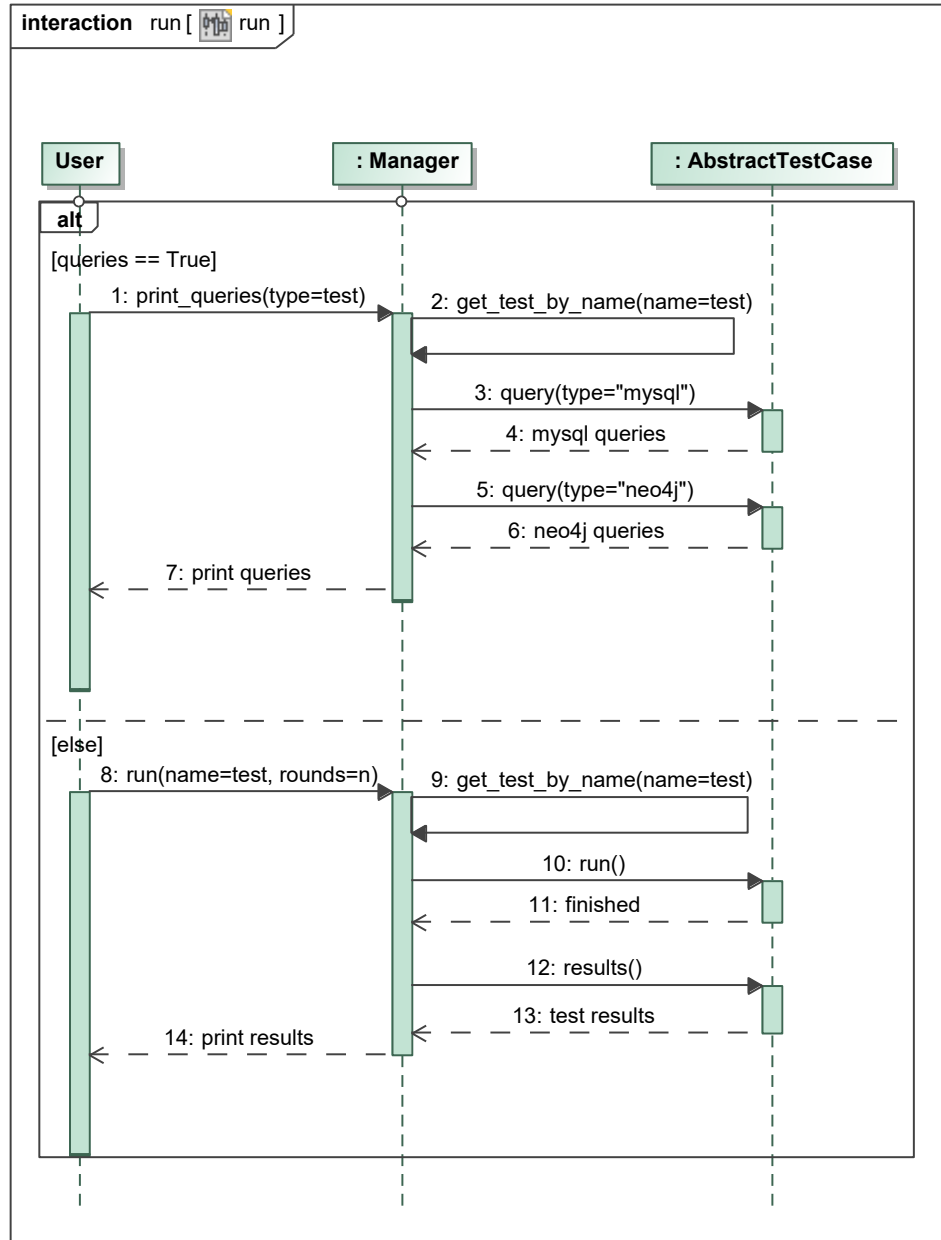 interaction run [ run ]
User
: Manager
: AbstractTestCase
alt
[queries == True]
1: print_queries(type=test)
2: get_test_by_name(name=test)
3: query(type="mysql")
4: mysql queries
5: query(type="neo4j")
6: neo4j queries
7: print queries
[else]
8: run(name=test, rounds=n)
9: get_test_by_name(name=test)
10: run()
11: finished
12: results()
13: test results
14: print results